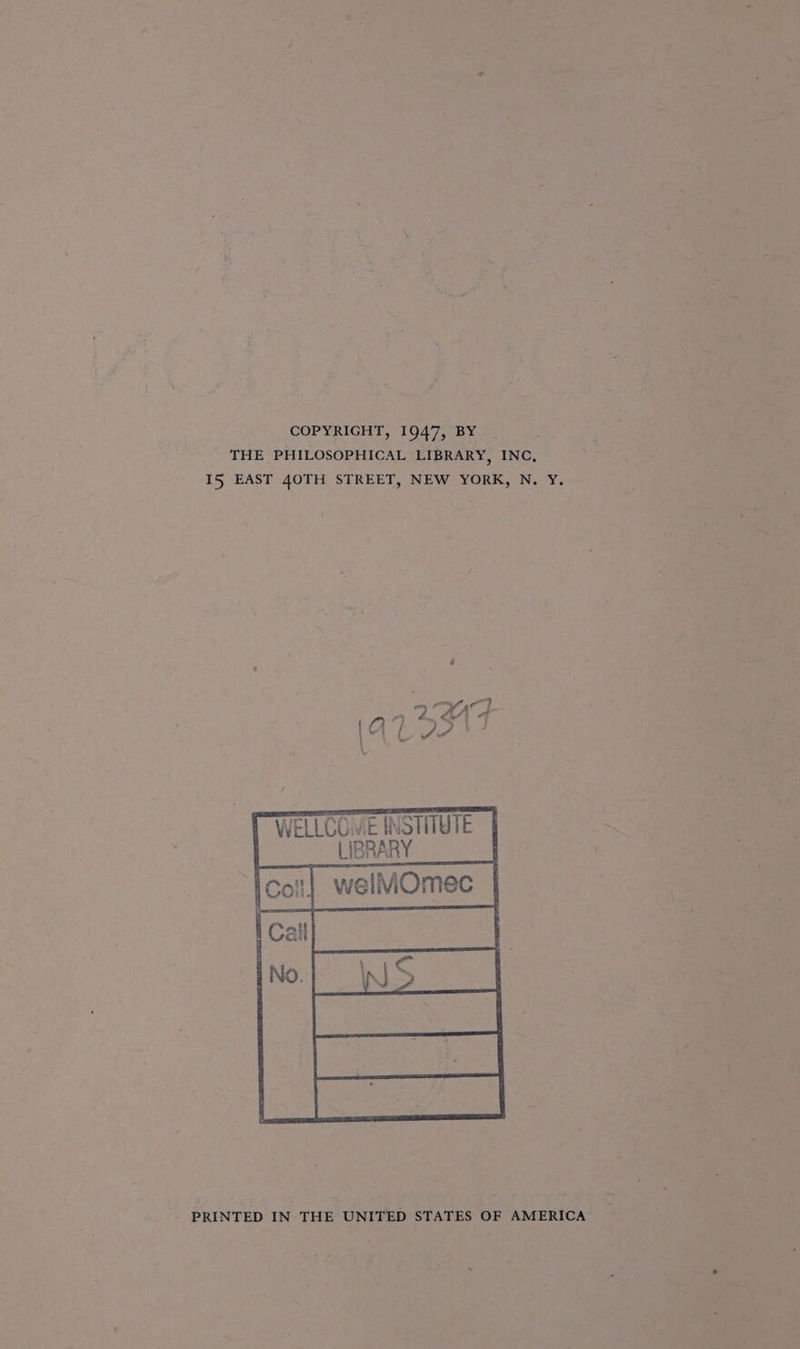 COPYRIGHT, 1947, BY
THE PHILOSOPHICAL LIBRARY, INC.
15 EAST 40TH STREET, NEW YORK, N. Y.
WELLCOME INSTITUTE
LIBRARY
Coll. welMOmec
Call
No. WS
PRINTED IN THE UNITED STATES OF AMERICA